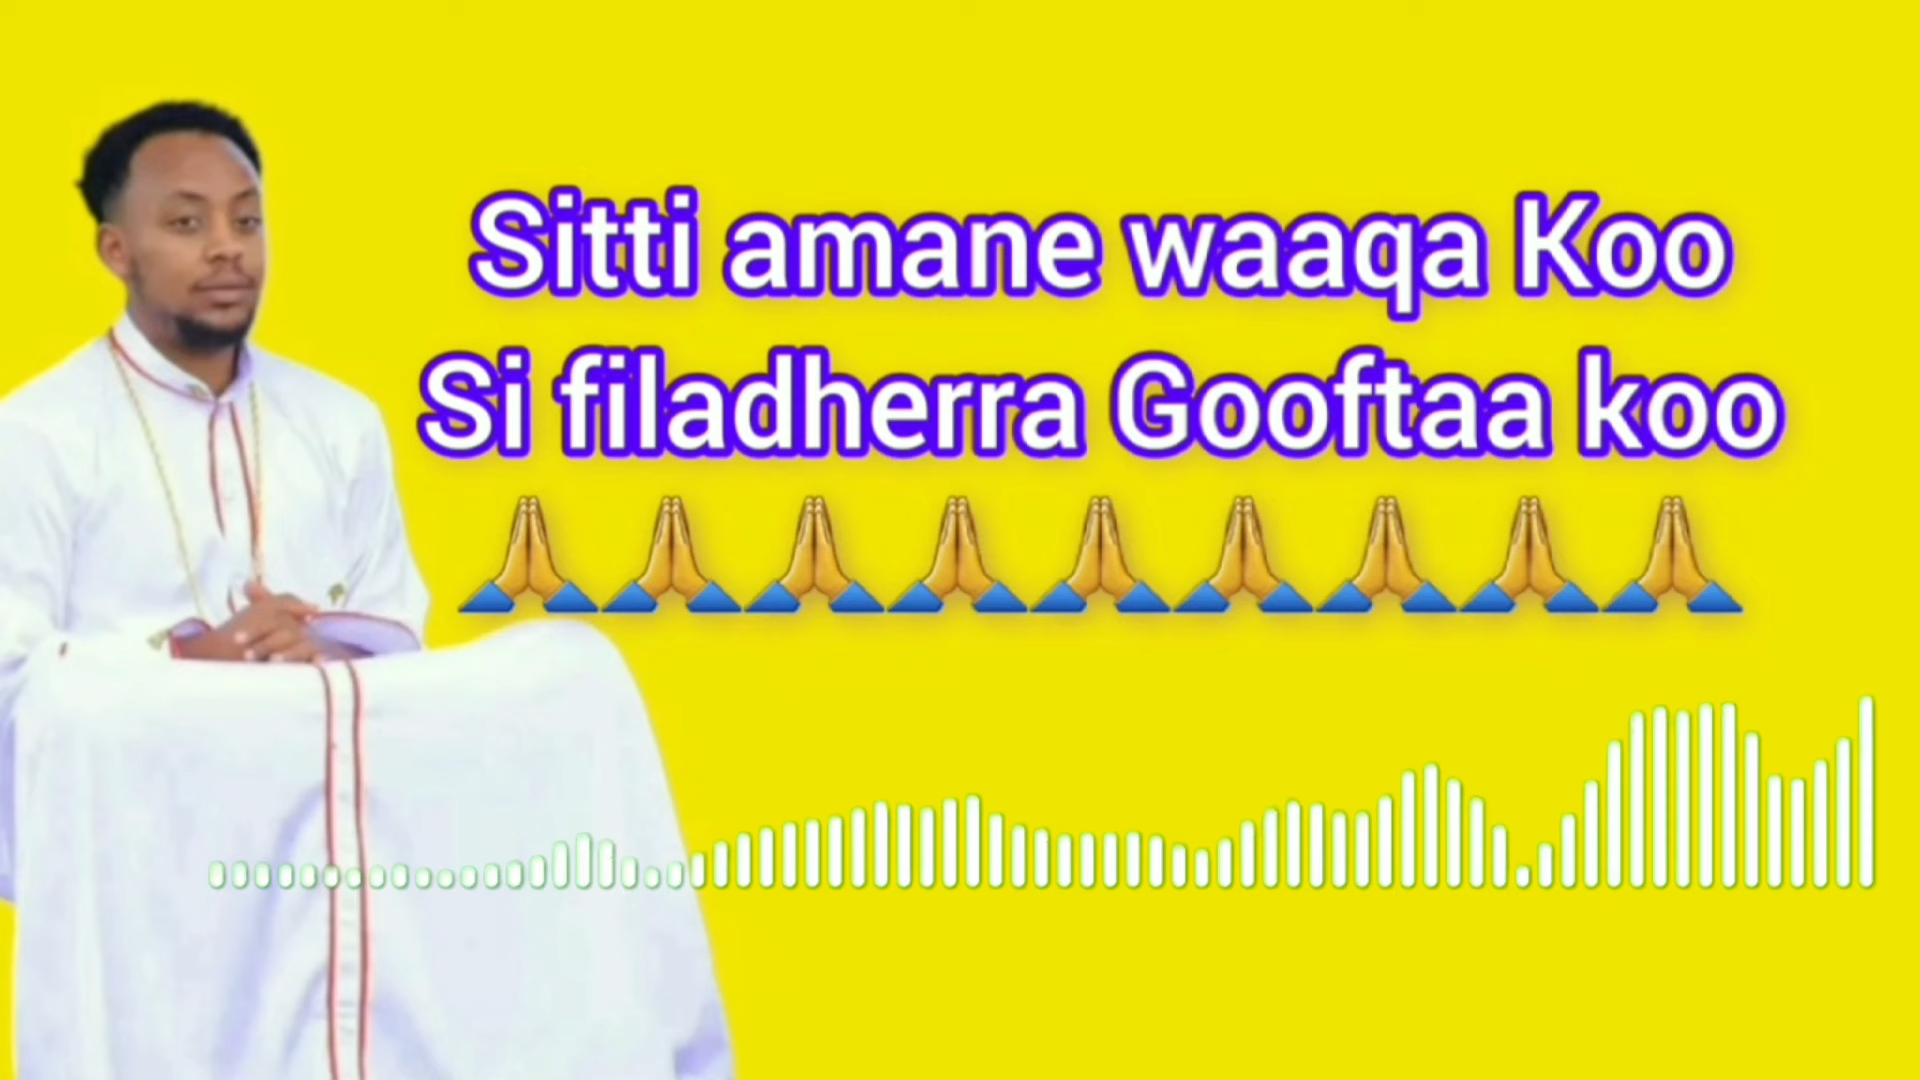 Sitti amane waaqa Koo
Si filadherra Gooftaa koo
🙏🙏🙏🙏🙏🙏🙏🙏🙏